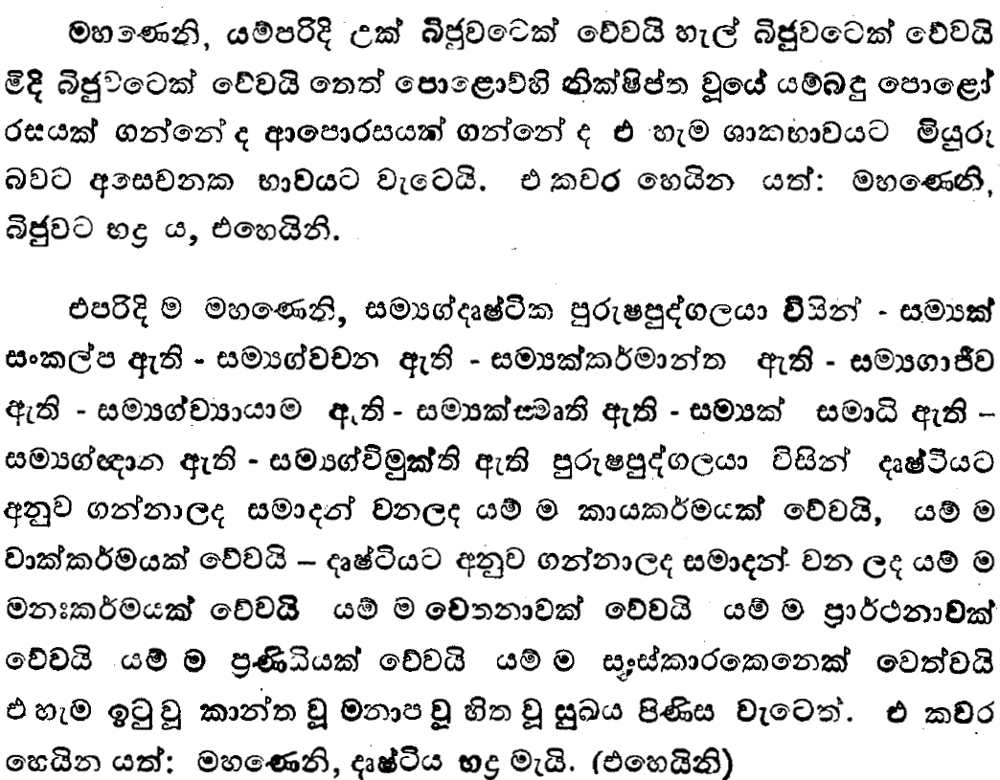 මහණෙනි, යම්පරිදි උක් බිජුවටෙක් වේවයි හැල් බිජුවටෙක් වේවයි
මිදි බිජුවටෙක් වේවයි තෙත් පොළොව්හි නික්ෂිප්ත වූයේ යම්බඳු පොළෝ
රසයක් ගන්නේ ද ආපොරසයක් ගන්නේ ද එ හැම ශාකභාවයට මියුරු
බවට අසෙචනක භාවයට වැටෙයි. එ කවර හෙයින යත්: මහණෙනි,
බිජුවට භද්‍ර ය, එහෙයිනි.
එපරිදි ම මහණෙනි, සම්‍යග්දෘෂ්ටික පුරුෂපුද්ගලයා විසින් - සම්‍යක්
සංකල්ප ඇති - සම්‍යග්වචන ඇති - සම්‍යක්කර්මාන්ත ඇති - සම්‍යගාජීව
ඇති - සම්‍යග්ව්‍යායාම ඇති - සම්‍යක්ස්මෘති ඇති - සම්‍යක් සමාධි ඇති –
සම්‍යග්ඥාන ඇති - සම්‍යග්විමුක්ති ඇති පුරුෂපුද්ගලයා විසින් දෘෂ්ටියට
අනුව ගන්නාලද සමාදන් වනලද යම් ම කායකර්මයක් වේවයි, යම් ම
වාක්කර්මයක් වේවයි – දෘෂ්ටියට අනුව ගන්නාලද සමාදන් වන ලද යම් ම
මනඃකර්මයක් වේවයි යම් ම චෙතනාවක් වේවයි යම් ම ප්‍රාර්ථනාවක්
වේවයි යම් ම ප්‍රණිධියක් වේවයි යම් ම සංස්කාරකෙනෙක් වෙත්වයි
එ හැම ඉටු වූ කාන්ත වූ මනාප වූ හිත වූ සුඛය පිණිස වැටෙත්. එ කවර
හෙයින යත්: මහණෙනි, දෘෂ්ටිය භද්‍ර මැයි. (එහෙයිනි)